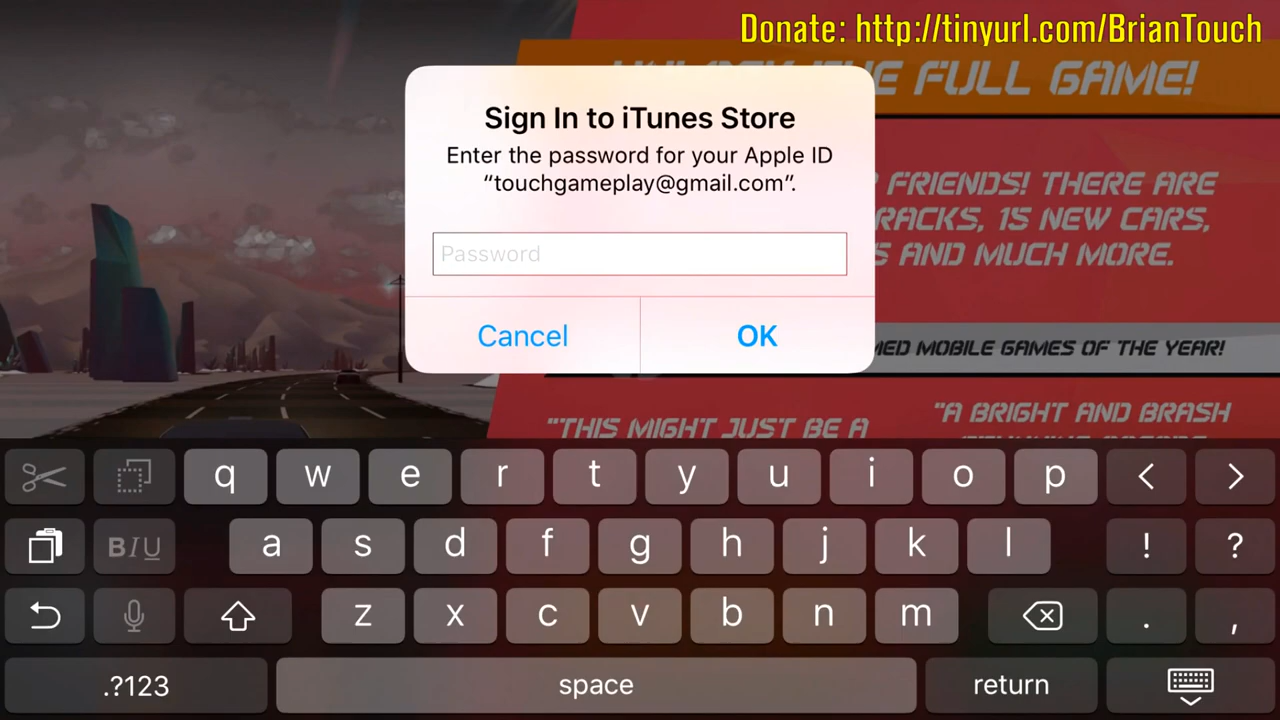 Donate: http://tinyurl.com/BrianTouch
THE FULL GAME!
Sign In to iTunes Store
Enter the password for your Apple ID
“touchgameplay@gmail.com”.
FRIENDS! THERE ARE
RACKS, 15 NEW CARS,
S AND MUCH MORE.
Password
Cancel
OK
MED MOBILE GAMES OF THE YEAR!
"THIS MIGHT JUST BE A
"A BRIGHT AND BRASH
q w e r t y u i o p < >
BIU a s d f g h j k l ! ?
z x c v b n m . ,
.?123 space return